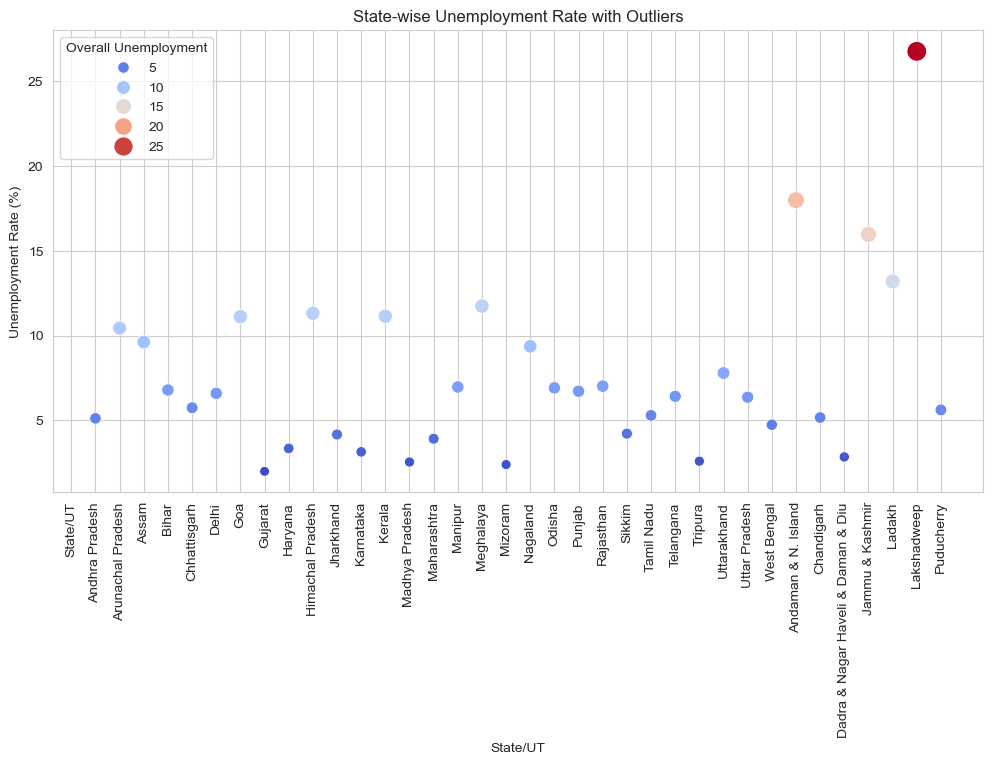 State-wise Unemployment Rate with Outliers
Overall Unemployment
5
10
15
20
25
Unemployment Rate (%)
25
20
15
10
5
State/UT
Andhra Pradesh
Arunachal Pradesh
Assam
Bihar
Chhattisgarh
Delhi
Goa
Gujarat
Haryana
Himachal Pradesh
Jharkhand
Karnataka
Kerala
Madhya Pradesh
Maharashtra
Manipur
Meghalaya
Mizoram
Nagaland
Odisha
Punjab
Rajasthan
Sikkim
Tamil Nadu
Telangana
Tripura
Uttarakhand
Uttar Pradesh
West Bengal
Andaman & N. Island
Chandigarh
Dadra & Nagar Haveli & Daman & Diu
Jammu & Kashmir
Ladakh
Lakshadweep
Puducherry
State/UT